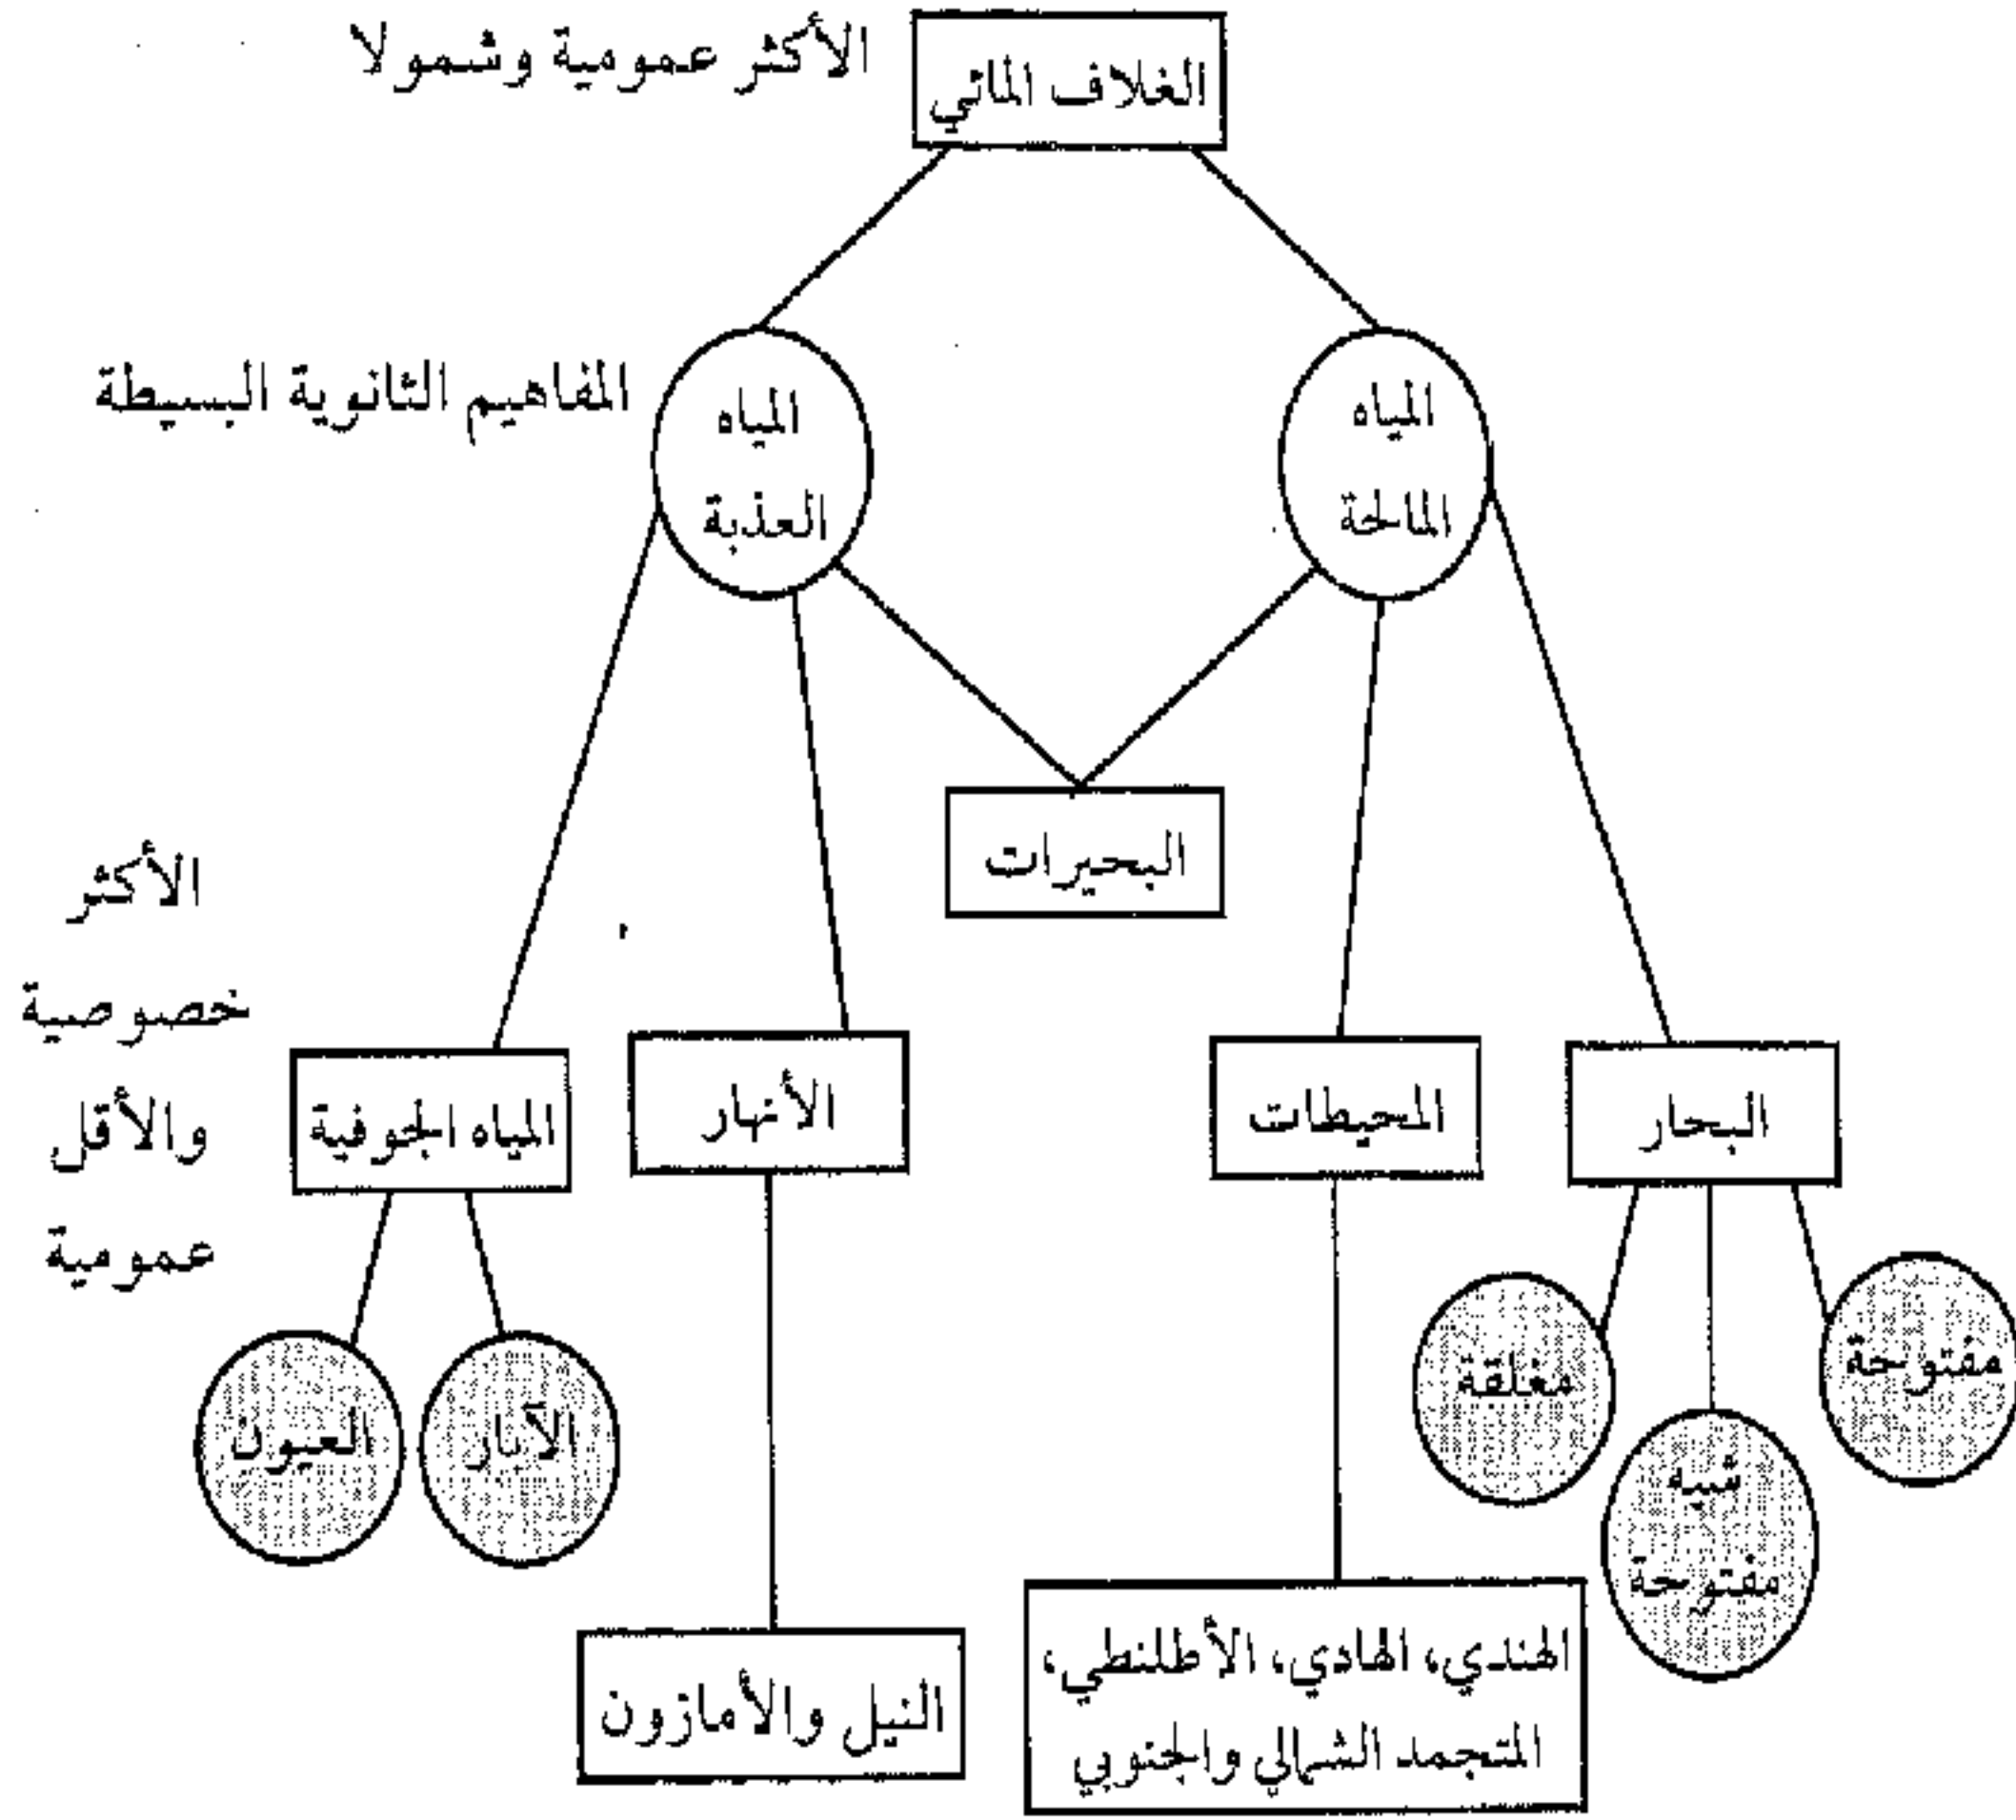 الغلاف المائي
الأكثر عمومية وشمولا
المفاهيم الثانوية البسيطة
المياه
المالحة
المياه
العذبة
البحيرات
الأكثر
خصوصية
والأقل
عمومية
البحار
المحيطات
الأنهار
المياه الجوفية
مفتوحة
شبه
مفتوحة
مغلقة
الآبار
العيون
الهندي، الهادي، الأطلنطي،
المتجمد الشمالي والجنوبي
النيل والأمازون